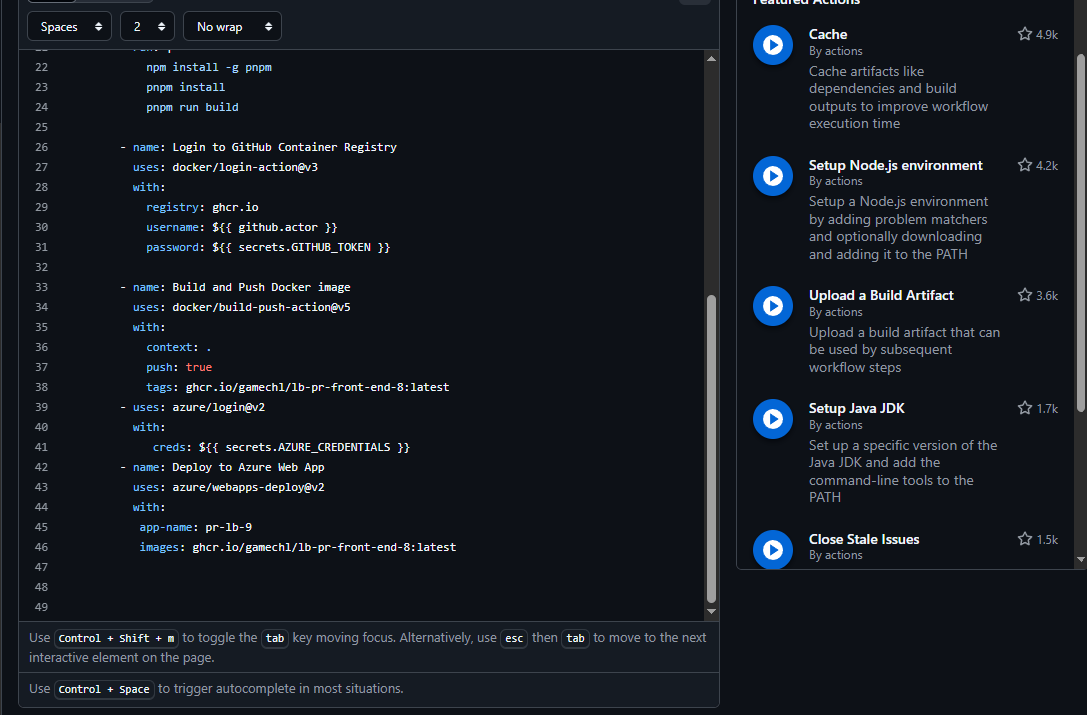 Featured Actions
Spaces
2
No wrap
22 npm install -g pnpm
23 pnpm install
24 pnpm run build
25
26 - name: Login to GitHub Container Registry
27 uses: docker/login-action@v3
28 with:
29 registry: ghcr.io
30 username: ${{ github.actor }}
31 password: ${{ secrets.GITHUB_TOKEN }}
32
33 - name: Build and Push Docker image
34 uses: docker/build-push-action@v5
35 with:
36 context: .
37 push: true
38 tags: ghcr.io/gamechl/lb-pr-front-end-8:latest
39 - uses: azure/login@v2
40 with:
41 creds: ${{ secrets.AZURE_CREDENTIALS }}
42 - name: Deploy to Azure Web App
43 uses: azure/webapps-deploy@v2
44 with:
45 app-name: pr-lb-9
46 images: ghcr.io/gamechl/lb-pr-front-end-8:latest
47
48
49
Use Control + Shift + m to toggle the tab key moving focus. Alternatively, use esc then tab to move to the next
interactive element on the page.
Use Control + Space to trigger autocomplete in most situations.
Cache 4.9k
By actions
Cache artifacts like
dependencies and build
outputs to improve workflow
execution time
Setup Node.js environment 4.2k
By actions
Setup a Node.js environment
by adding problem matchers
and optionally downloading
and adding it to the PATH
Upload a Build Artifact 3.6k
By actions
Upload a build artifact that can
be used by subsequent
workflow steps
Setup Java JDK 1.7k
By actions
Set up a specific version of the
Java JDK and add the
command-line tools to the
PATH
Close Stale Issues 1.5k
By actions